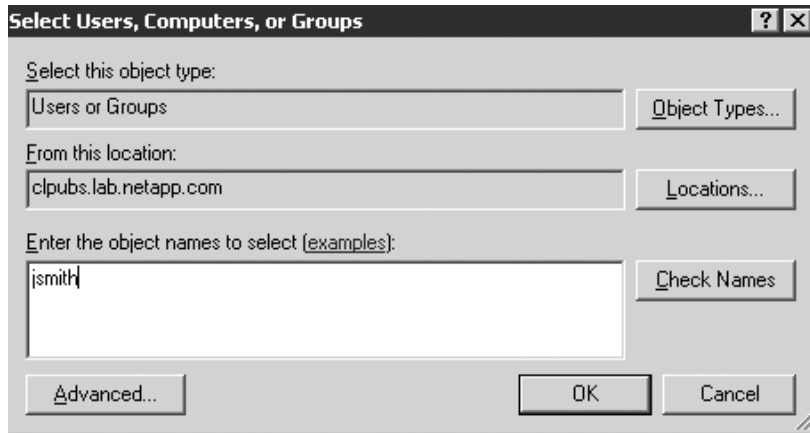 Select Users, Computers, or Groups
Select this object type:
Users or Groups
Object Types...
From this location:
clpubs.lab.netapp.com
Locations...
Enter the object names to select (examples):
jsmith
Check Names
Advanced...
OK
Cancel